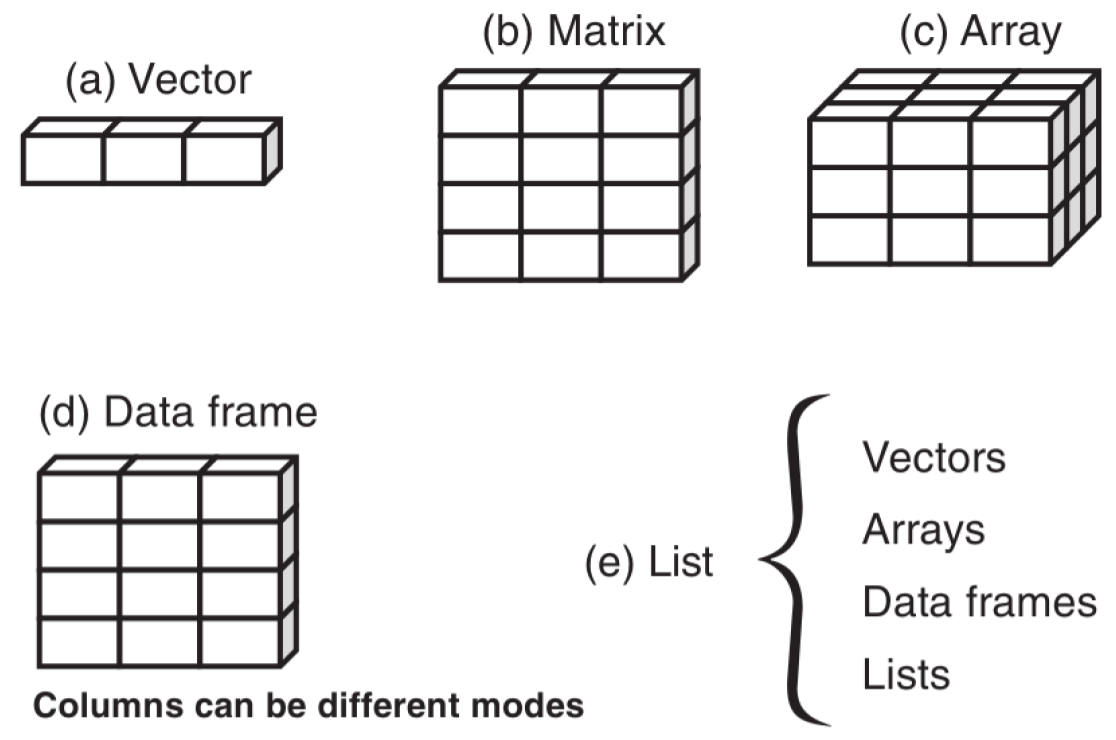 (a) Vector
(b) Matrix
(c) Array
(d) Data frame
Columns can be different modes
(e) List
Vectors
Arrays
Data frames
Lists